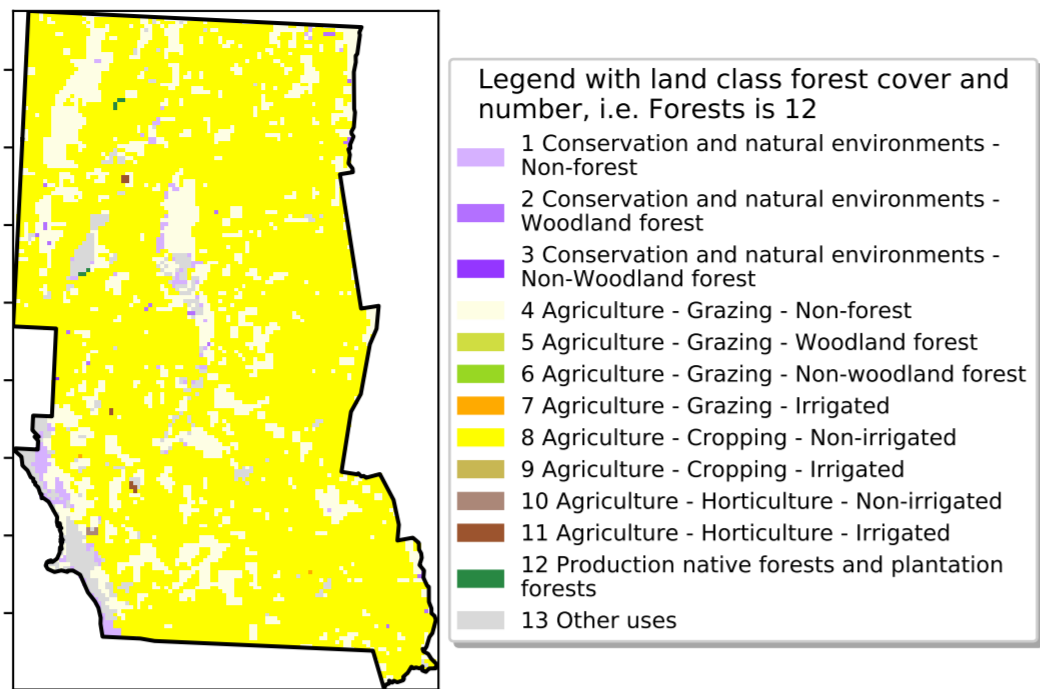 Legend with land class forest cover and
number, i.e. Forests is 12
1 Conservation and natural environments -
Non-forest
2 Conservation and natural environments -
Woodland forest
3 Conservation and natural environments -
Non-Woodland forest
4 Agriculture - Grazing - Non-forest
5 Agriculture - Grazing - Woodland forest
6 Agriculture - Grazing - Non-woodland forest
7 Agriculture - Grazing - Irrigated
8 Agriculture - Cropping - Non-irrigated
9 Agriculture - Cropping - Irrigated
10 Agriculture - Horticulture - Non-irrigated
11 Agriculture - Horticulture - Irrigated
12 Production native forests and plantation
forests
13 Other uses